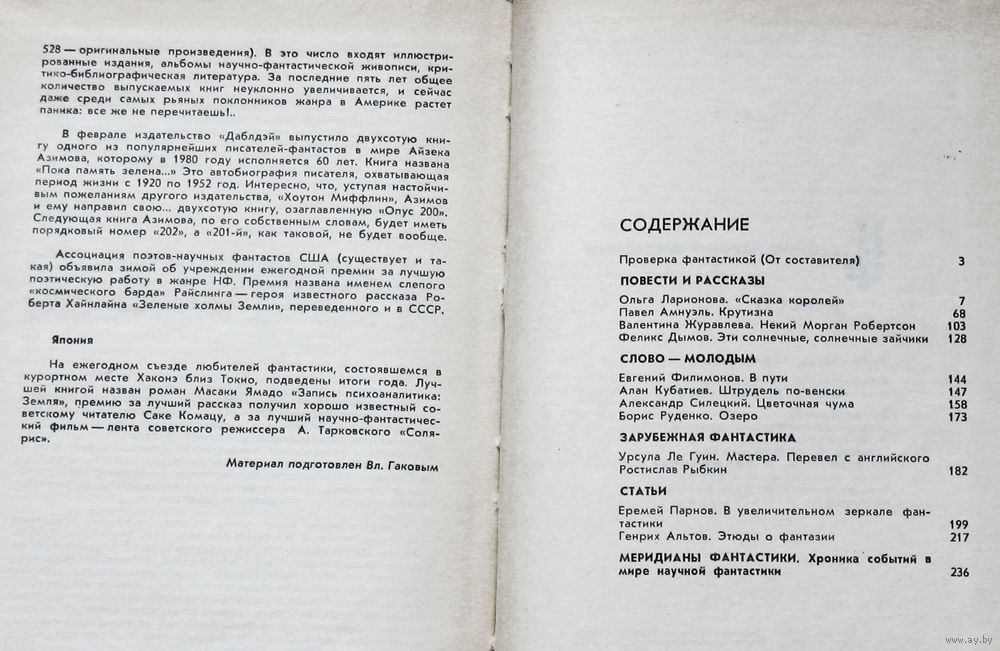 528 — оригинальные произведения). В это число входят иллюстри-
рованные издания, альбомы научно-фантастической живописи, кри-
тико-библиографическая литература. За последние пять лет общее
количество выпускаемых книг неуклонно увеличивается, и сейчас
даже среди самых рьяных поклонников жанра в Америке растет
паника: все же не перечитаешь!..
В феврале издательство «Даблдэй» выпустило двухсотую кни-
гу одного из популярнейших писателей-фантастов в мире Айзека
Азимова, которому в 1980 году исполняется 60 лет. Книга названа
«Пока память зелена...» Это автобиография писателя, охватывающая
период жизни с 1920 по 1952 год. Интересно, что, уступая настойчи-
вым пожеланиям другого издательства, «Хоутон Миффлин», Азимов
и ему направил свою... двухсотую книгу, озаглавленную «Опус 200».
Следующая книга Азимова, по его собственным словам, будет иметь
порядковый номер «202», а «201-й», как таковой, не будет вообще.
Ассоциация поэтов-научных фантастов США (существует и та-
кая) объявила зимой об учреждении ежегодной премии за лучшую
поэтическую работу в жанре НФ. Премия названа именем слепого
«космического барда» Райслинга — героя известного рассказа Ро-
берта Хайнлайна «Зеленые холмы Земли», переведенного и в СССР.
Япония
На ежегодном съезде любителей фантастики, состоявшемся в
курортном месте Хаконэ близ Токио, подведены итоги года. Луч-
шей книгой назван роман Масаки Ямадо «Запись психоаналитика:
Земля», премию за лучший рассказ получил хорошо известный со-
ветскому читателю Саке Комацу, а за лучший научно-фантастичес-
кий фильм — лента советского режиссера А. Тарковского «Соля-
рис».
Материал подготовлен Вл. Гаковым
СОДЕРЖАНИЕ
Проверка фантастикой (От составителя) 3
ПОВЕСТИ И РАССКАЗЫ
Ольга Ларионова. «Сказка королей» 7
Павел Амнуэль. Крутизна 68
Валентина Журавлева. Некий Морган Робертсон 103
Феликс Дымов. Эти солнечные, солнечные зайчики 128
СЛОВО — МОЛОДЫМ
Евгений Филимонов. В пути 144
Алан Кубатиев. Штрудель по-венски 147
Александр Силецкий. Цветочная чума 158
Борис Руденко. Озеро 173
ЗАРУБЕЖНАЯ ФАНТАСТИКА
Урсула Ле Гуин. Мастера. Перевел с английского
Ростислав Рыбкин 182
СТАТЬИ
Еремей Парнов. В увеличительном зеркале фан-
тастики 199
Генрих Альтов. Этюды о фантазии 217
МЕРИДИАНЫ ФАНТАСТИКИ. Хроника событий в
мире научной фантастики 236
www.ay.by